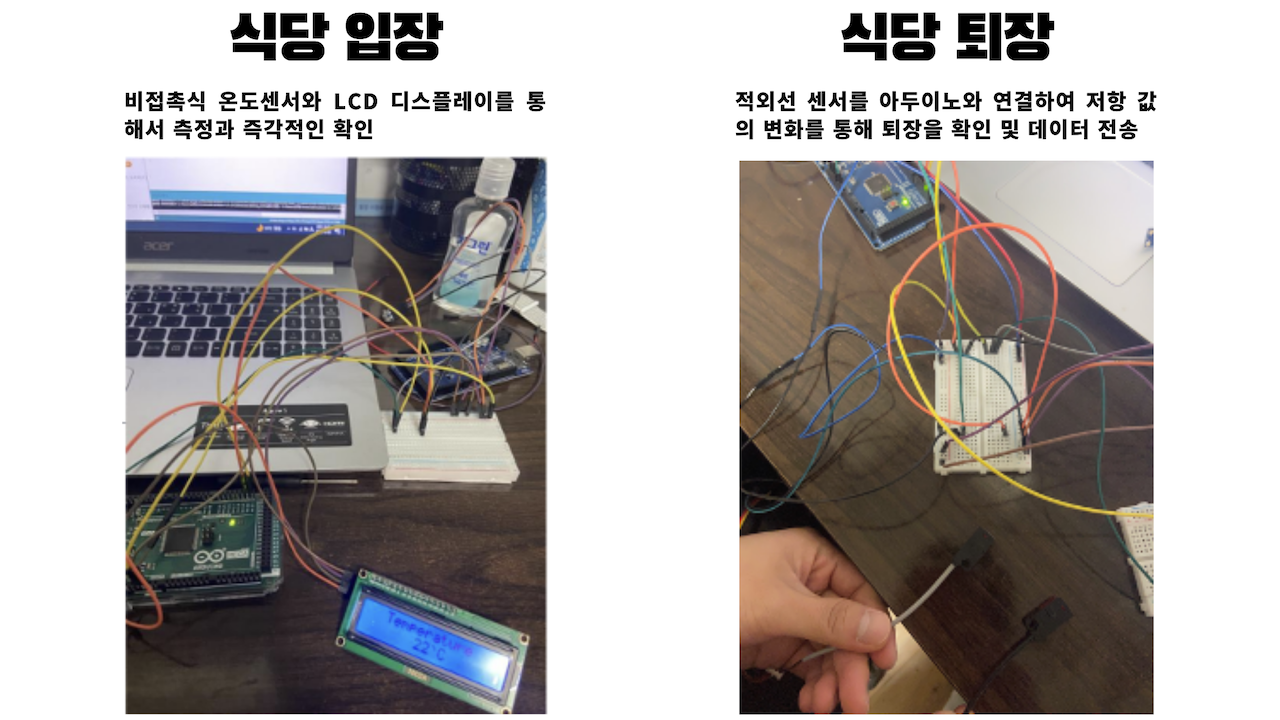 식당 입장
비접촉식 온도센서와 LCD 디스플레이를 통
해서 측정과 즉각적인 확인
acer
Temperature
22°C
식당 퇴장
적외선 센서를 아두이노와 연결하여 저항 값
의 변화를 통해 퇴장을 확인 및 데이터 전송